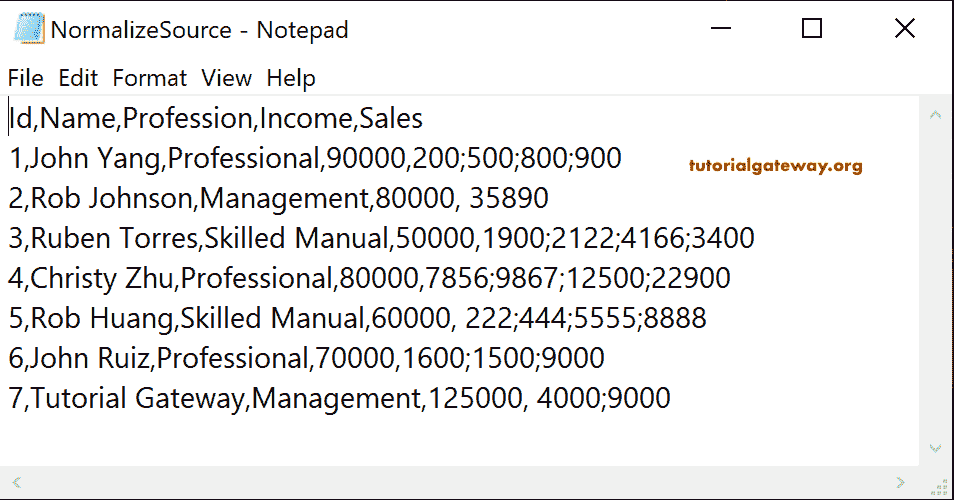 NormalizeSource - Notepad
File Edit Format View Help
Id,Name,Profession,Income,Sales
1,John Yang,Professional,90000,200;500;800;900
tutorialgateway.org
2,Rob Johnson,Management,80000, 35890
3,Ruben Torres,Skilled Manual,50000,1900;2122;4166;3400
4,Christy Zhu,Professional,80000,7856;9867;12500;22900
5,Rob Huang,Skilled Manual,60000, 222;444;5555;8888
6,John Ruiz,Professional,70000,1600;1500;9000
7,Tutorial Gateway,Management,125000, 4000;9000